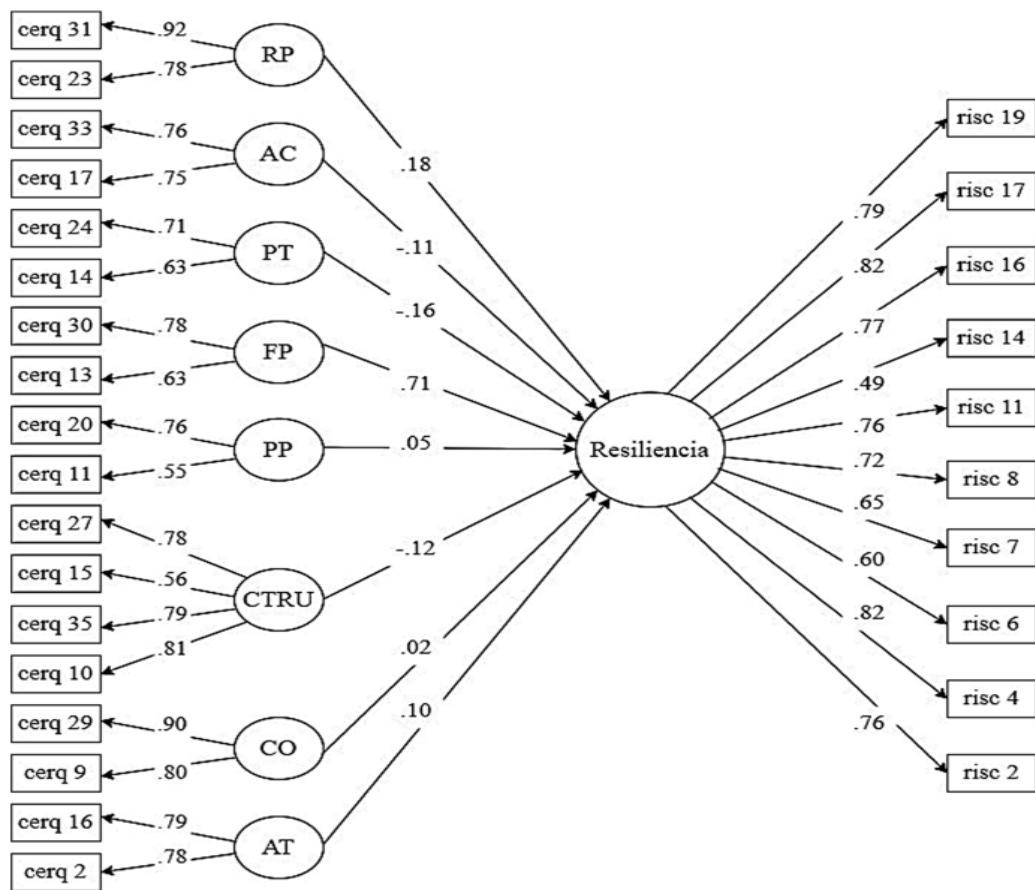 cerq 31
.92
RP
cerq 23
.78
cerq 33
.76
AC
cerq 17
.75
cerq 24
.71
PT
cerq 14
.63
cerq 30
.78
FP
cerq 13
.63
cerq 20
.76
PP
cerq 11
.55
cerq 27
.78
cerq 15
.56
CTRU
cerq 35
.79
cerq 10
.81
cerq 29
.90
CO
cerq 9
.80
cerq 16
.79
AT
cerq 2
.78
.18
-.11
-.16
.71
.05
-.12
.02
.10
Resiliencia
.79
.82
.77
.49
.76
.72
.65
.60
.82
.76
risc 19
risc 17
risc 16
risc 14
risc 11
risc 8
risc 7
risc 6
risc 4
risc 2